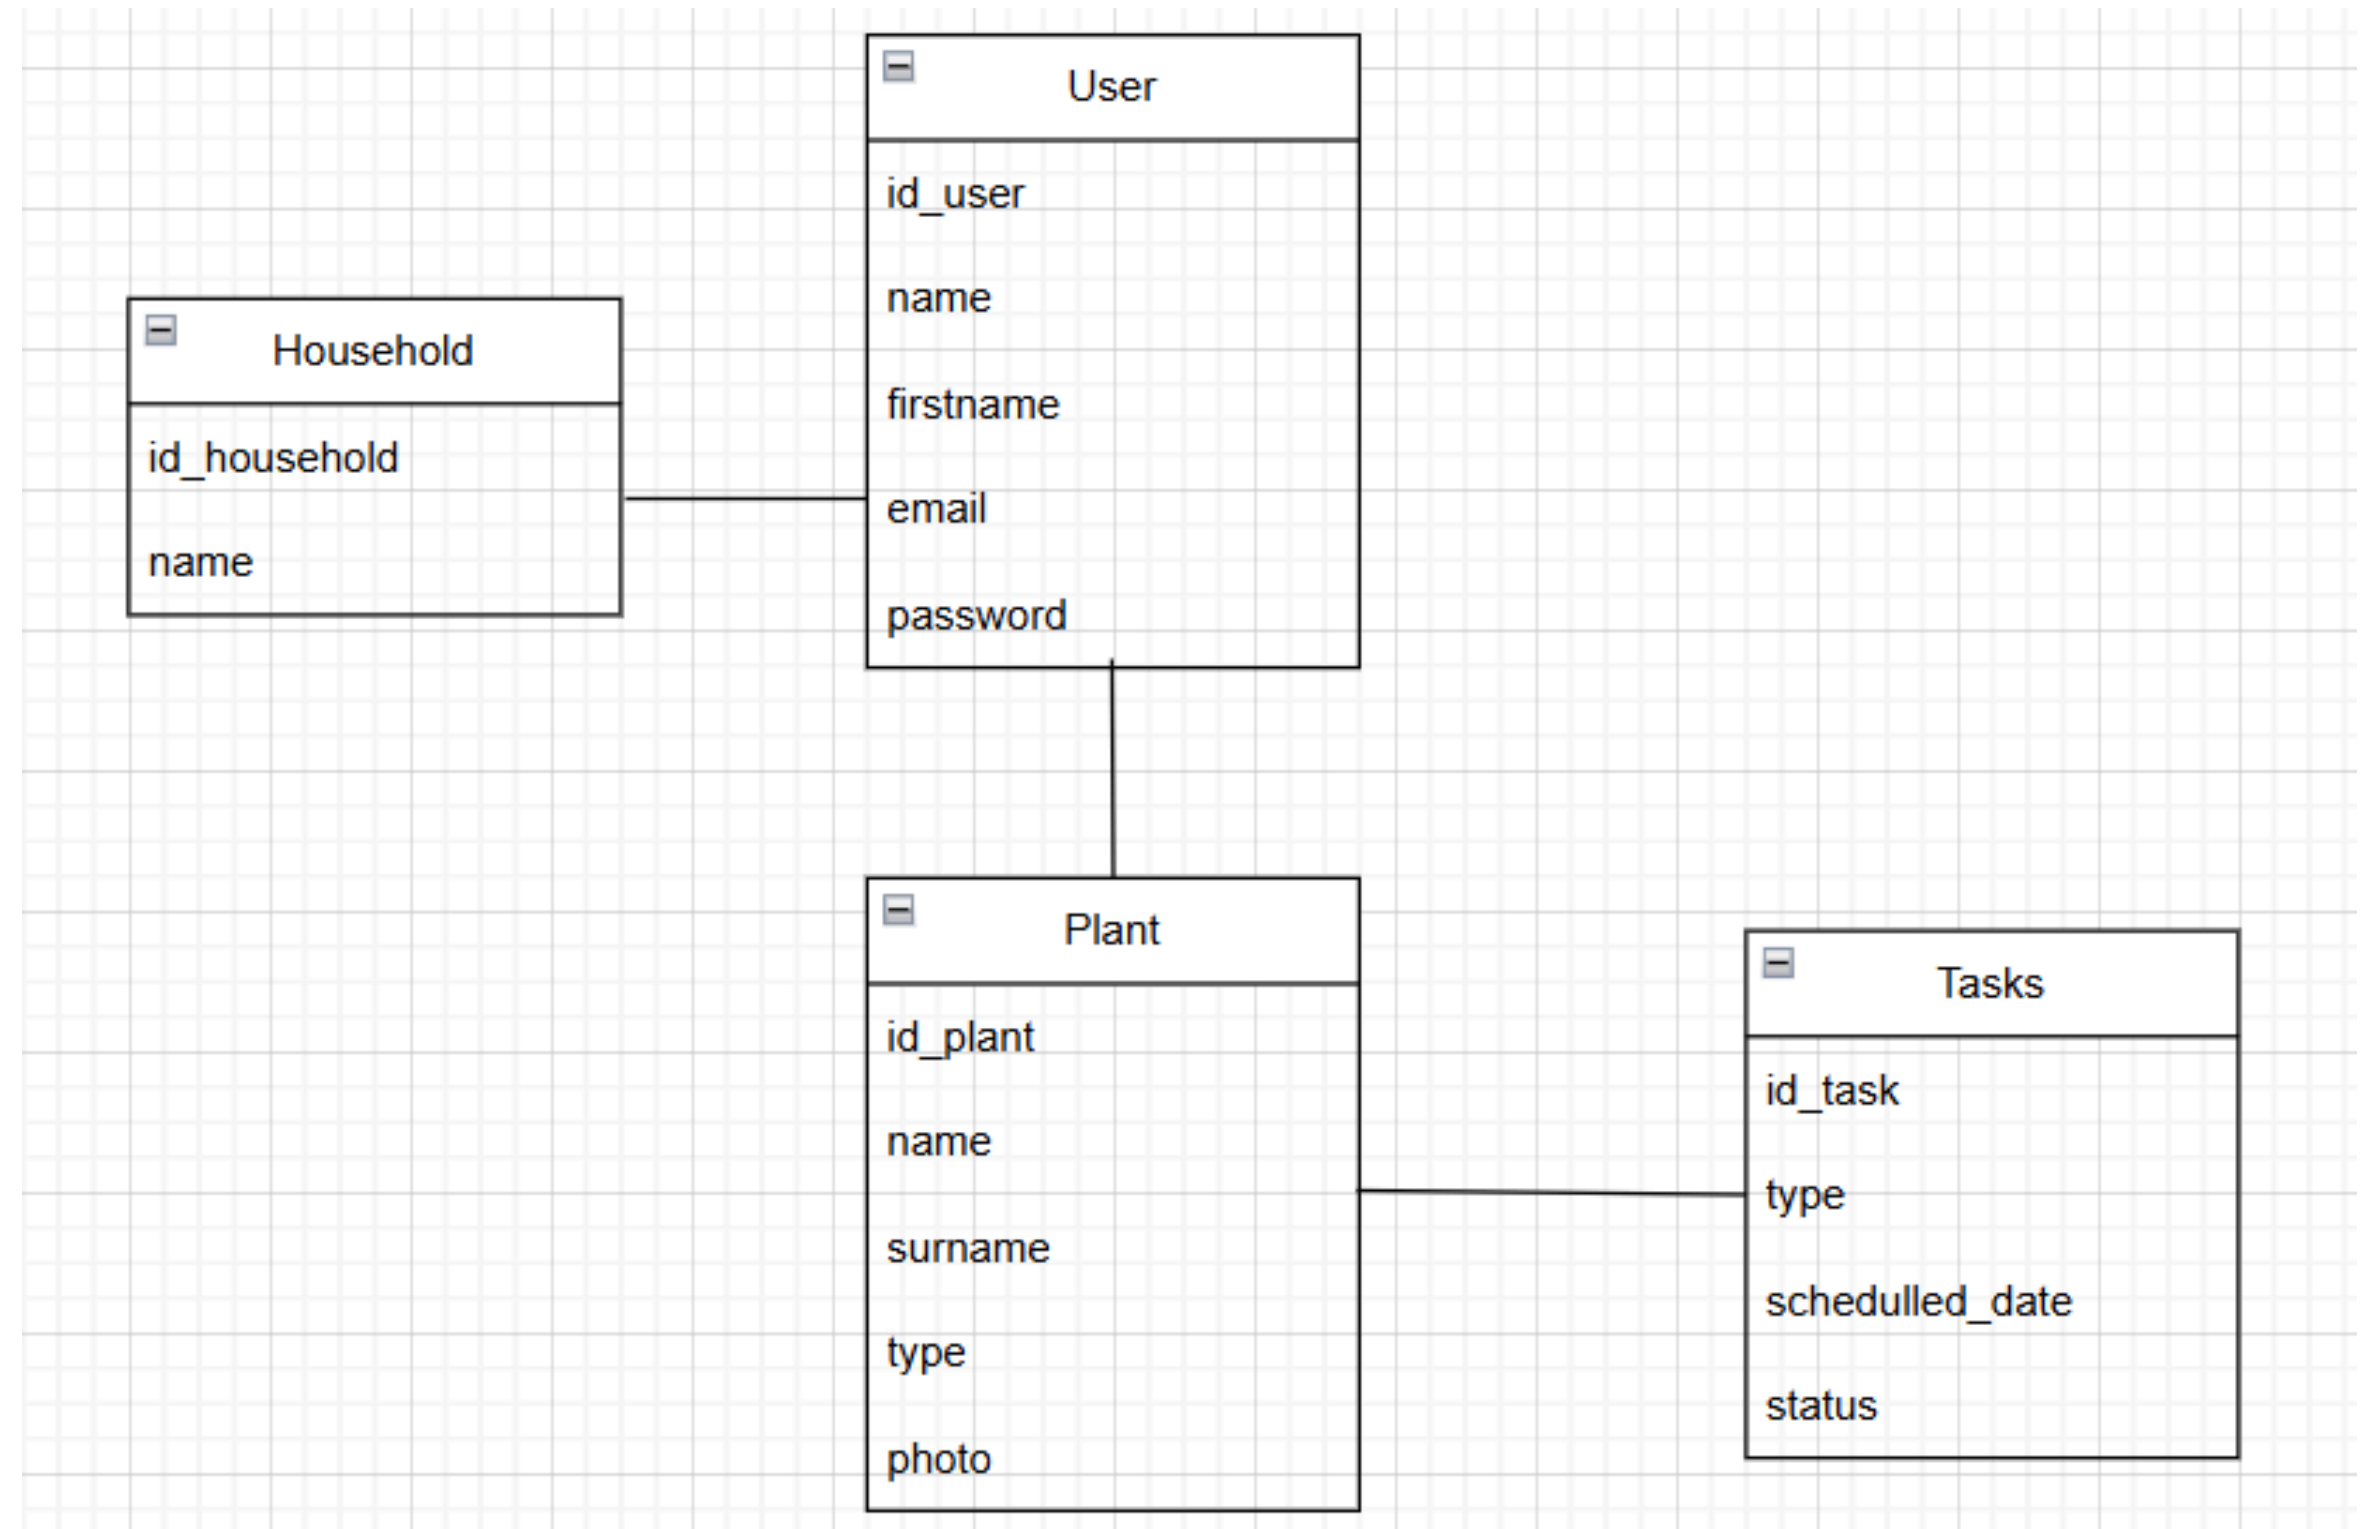 User
id_user
name
firstname
email
password
Household
id_household
name
Plant
id_plant
name
surname
type
photo
Tasks
id_task
type
schedulled_date
status